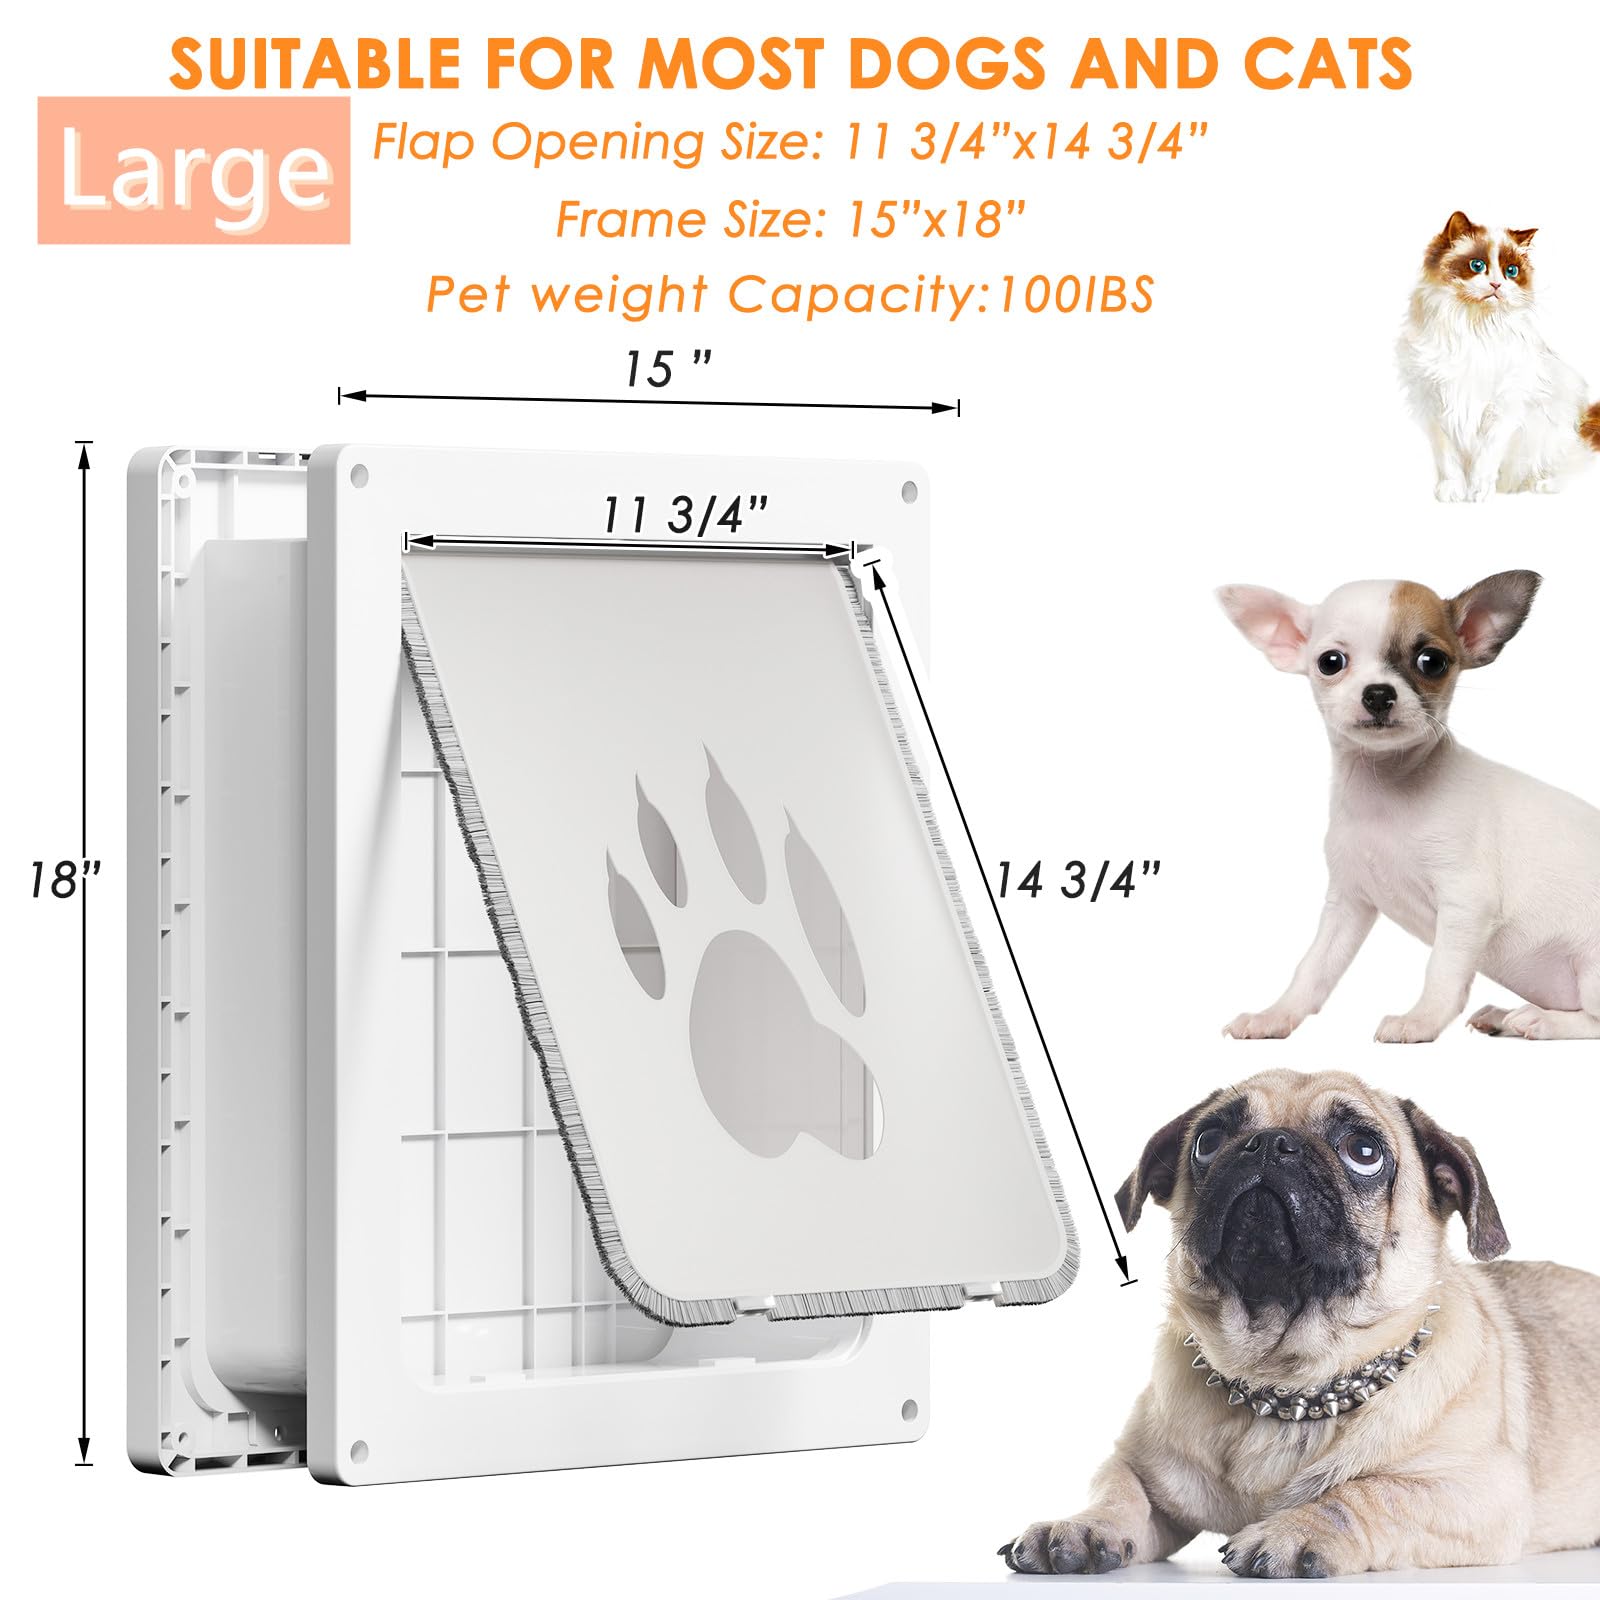 SUITABLE FOR MOST DOGS AND CATS
Large
Flap Opening Size: 11 3/4”x14 3/4”
Frame Size: 15”x18”
Pet weight Capacity:100IBS
15 ”
11 3/4”
18”
14 3/4”